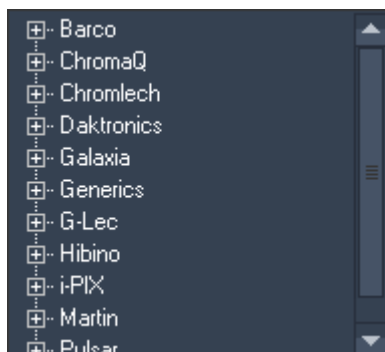 Barco
ChromaQ
Chromlech
Daktronics
Galaxia
Generics
G-Lec
Hibino
i-PIX
Martin
Pulsar